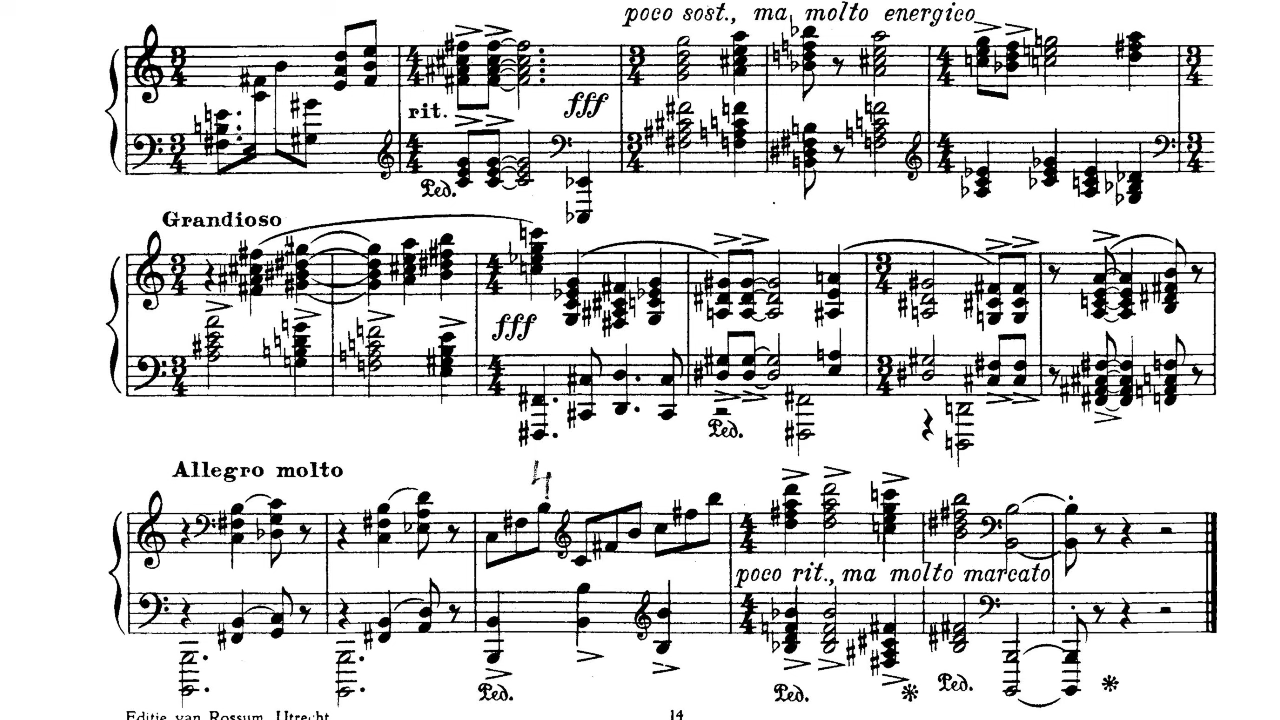 poco sost., ma molto energico
rit.
fff
Ped.
Grandioso
fff
Ped.
Allegro molto
4
poco rit., ma molto marcato
Ped. Ped. Ped.
Editie van Rossum, Utrecht 14